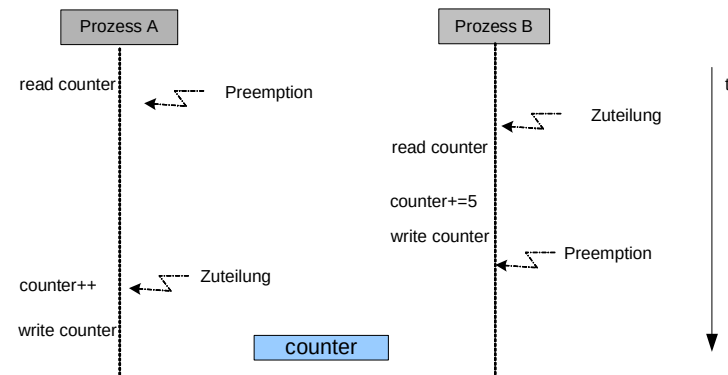 Prozess A
Prozess B
read counter
Preemption
t
Zuteilung
read counter
counter+=5
write counter
Preemption
Zuteilung
counter++
write counter
counter